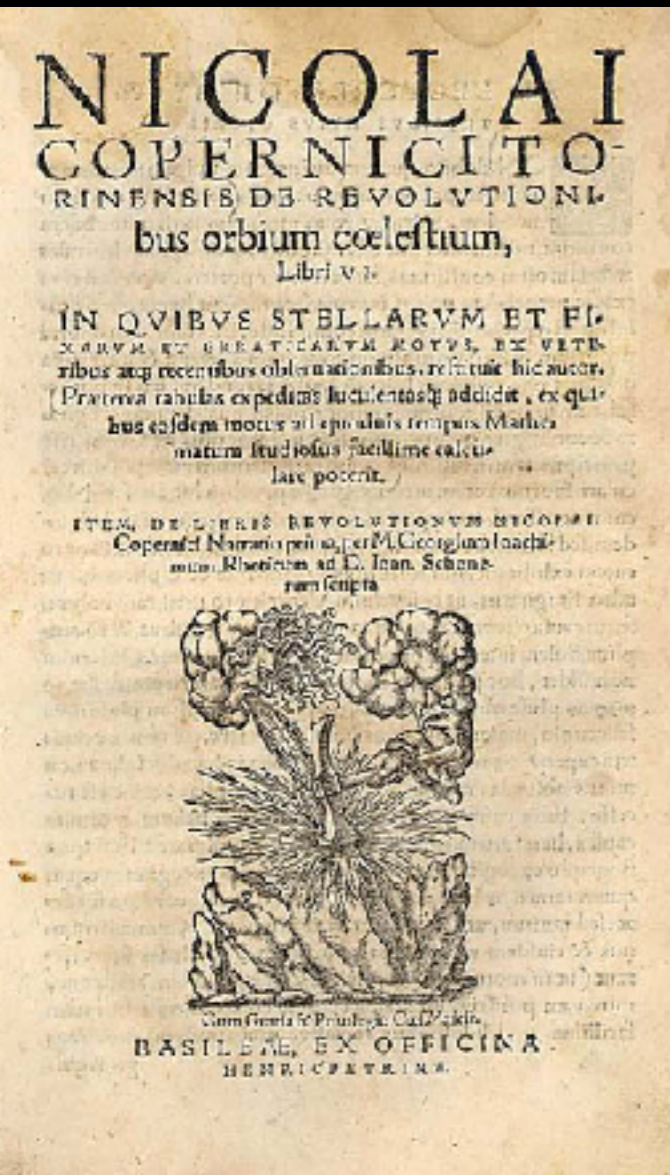 NICOLAI
COPERNICI TO-
RINENSIS DE REVOLVTIONI-
bus orbium cœlestium,
Libri VI.
IN QVIBVS STELLARVM ET FI-
XARVM ET ERRATICARVM MOTVS, EX VETE-
ribus atq; recentibus obseruationibus, restituit hic autor.
Præterea tabulas expeditas luculentasq; addidit, ex qui-
bus eosdem motus ad quoduis tempus Mathe-
matum studiosus facillime calcu-
lare poterit.
ITEM, DE LIBRIS REVOLVTIONVM NICOLAI
Copernici Narratio prima, per M. Georgium Ioachi-
mum Rheticum ad D. Ioan. Schone-
rum scripta.
Cum Gratia & Priuilegio Cæs. Maiest.
BASILEAE, EX OFFICINA
HENRICPETRINA.